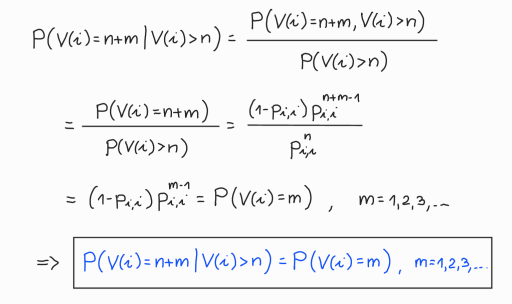 P(V(i)=n+m|V(i)>n) = P(V(i)=n+m, V(i)>n) / P(V(i)>n)
= P(V(i)=n+m) / P(V(i)>n) = (1-p_{i,i}) p_{i,i}^{n+m-1} / p_{i,i}^{n}
= (1-p_{i,i}) p_{i,i}^{m-1} = P(V(i)=m) , m=1,2,3,...
=> P(V(i)=n+m|V(i)>n) = P(V(i)=m) , m=1,2,3,...